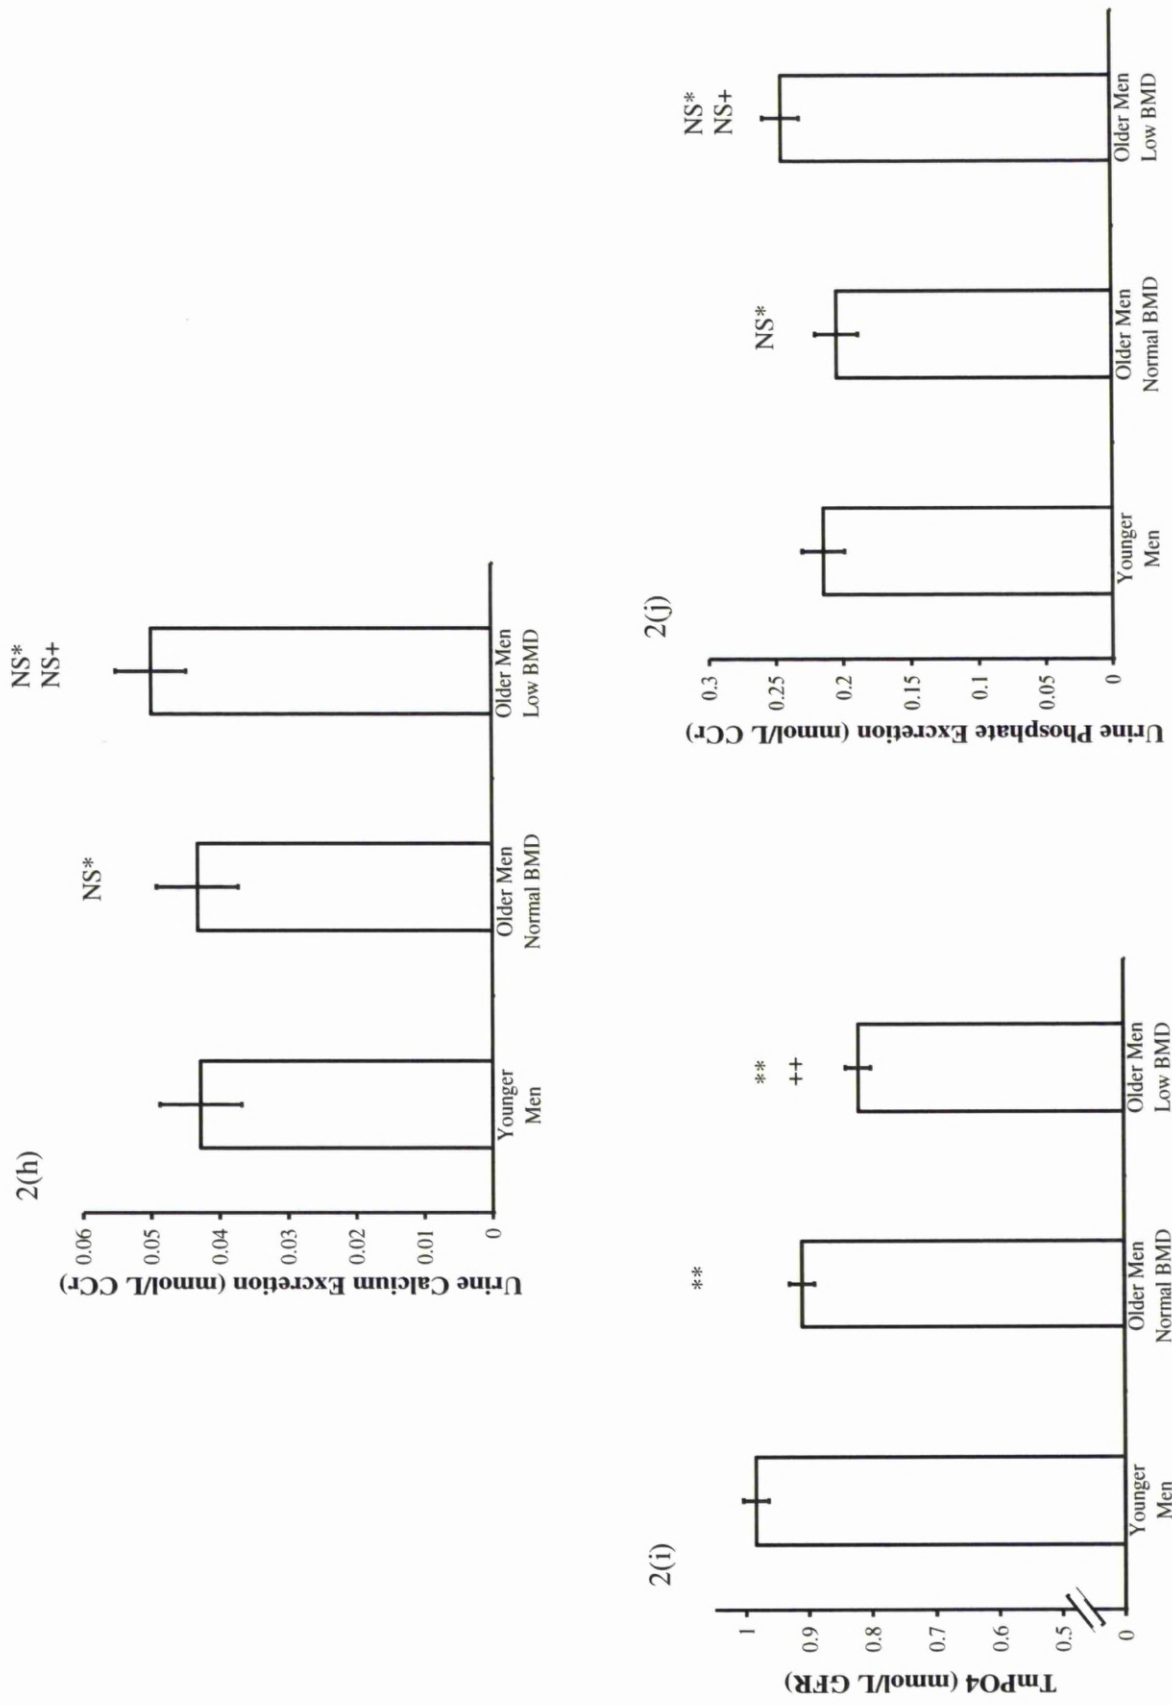 2(h)
Urine Calcium Excretion (mmol/L CCr)
0.06
0.05
0.04
0.03
0.02
0.01
0
NS*
NS*
NS+
Younger
Men
Older Men
Normal BMD
Older Men
Low BMD
2(i)
TmPO4 (mmol/L GFR)
1
0.9
0.8
0.7
0.6
0.5
0
**
**
++
Younger
Men
Older Men
Normal BMD
Older Men
Low BMD
2(j)
Urine Phosphate Excretion (mmol/L CCr)
0.3
0.25
0.2
0.15
0.1
0.05
0
NS*
NS*
NS+
Younger
Men
Older Men
Normal BMD
Older Men
Low BMD